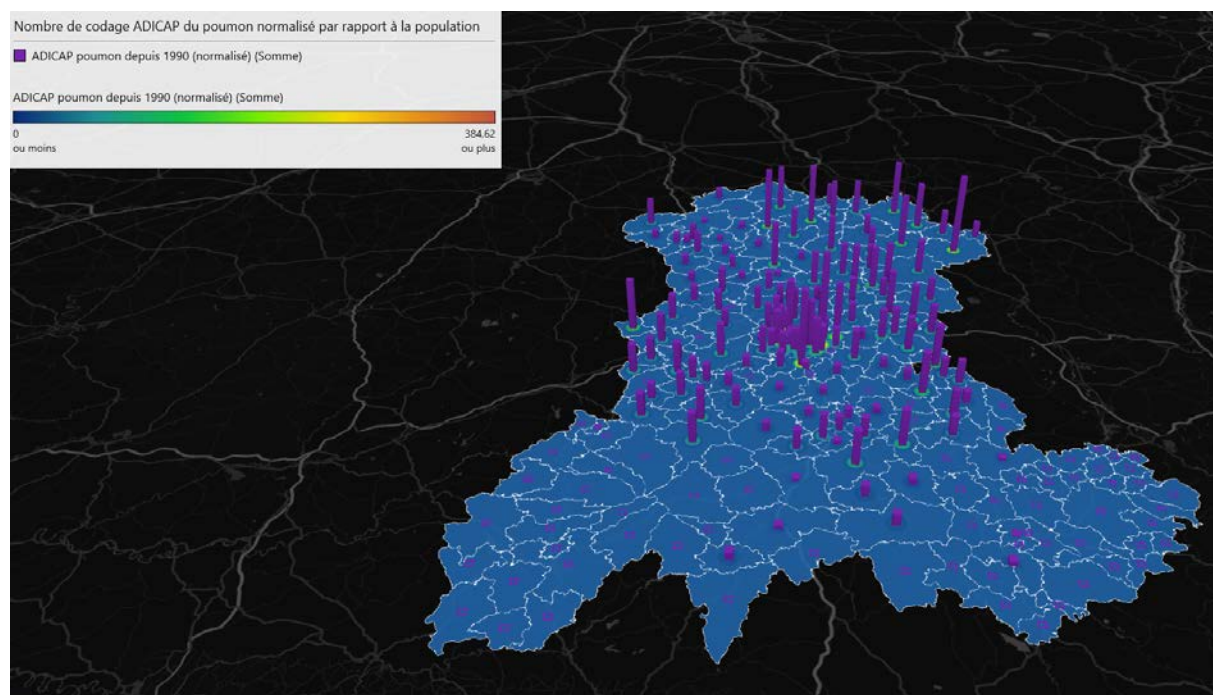 Nombre de codage ADICAP du poumon normalisé par rapport à la population
ADICAP poumon depuis 1990 (normalisé) (Somme)
ADICAP poumon depuis 1990 (normalisé) (Somme)
0
384.62
ou moins
ou plus